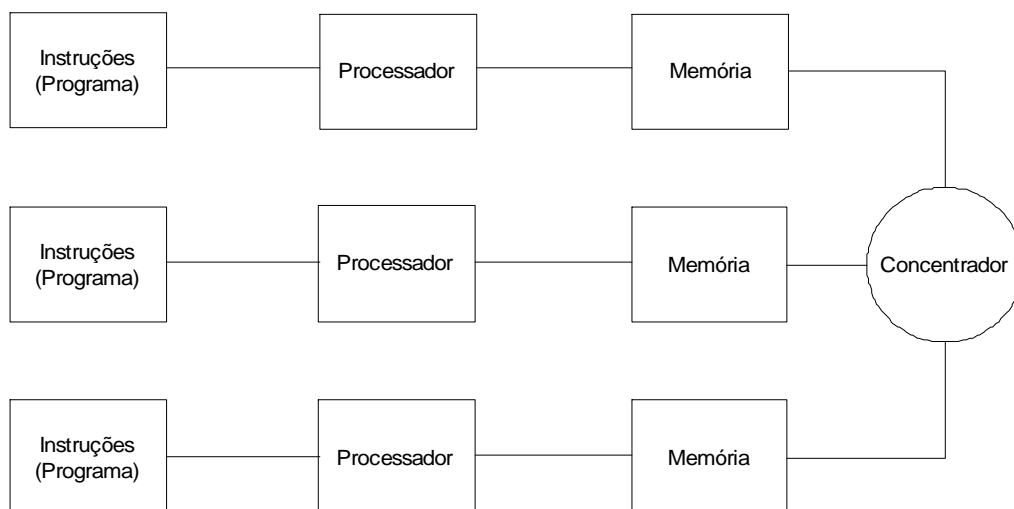 Instruções
(Programa)
Processador
Memória
Instruções
(Programa)
Processador
Memória
Concentrador
Instruções
(Programa)
Processador
Memória